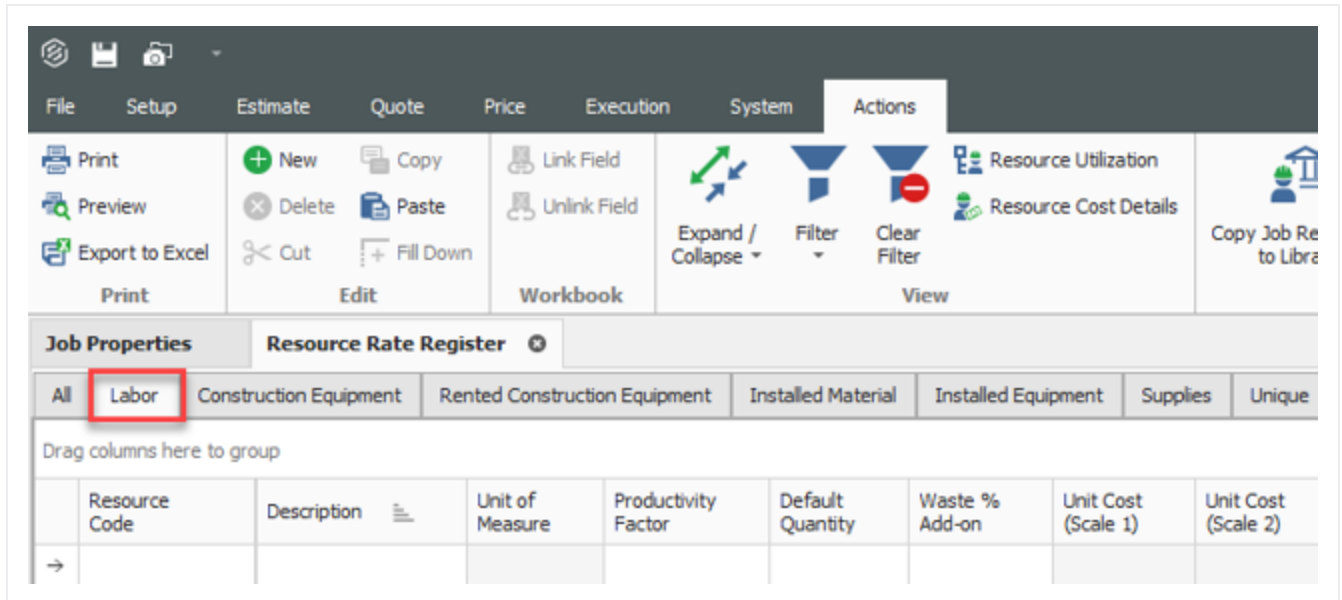 File Setup Estimate Quote Price Execution System Actions
Print New Copy Link Field Resource Utilization
Preview Delete Paste Unlink Field Resource Cost Details
Export to Excel Cut Fill Down
Expand / Collapse Filter Clear Filter Copy Job to
Print Edit Workbook View
Job Properties Resource Rate Register
All Labor Construction Equipment Rented Construction Equipment Installed Material Installed Equipment Supplies Unique
Drag columns here to group
Resource Code Description Unit of Measure Productivity Factor Default Quantity Waste % Add-on Unit Cost (Scale 1) Unit Cost (Scale 2)